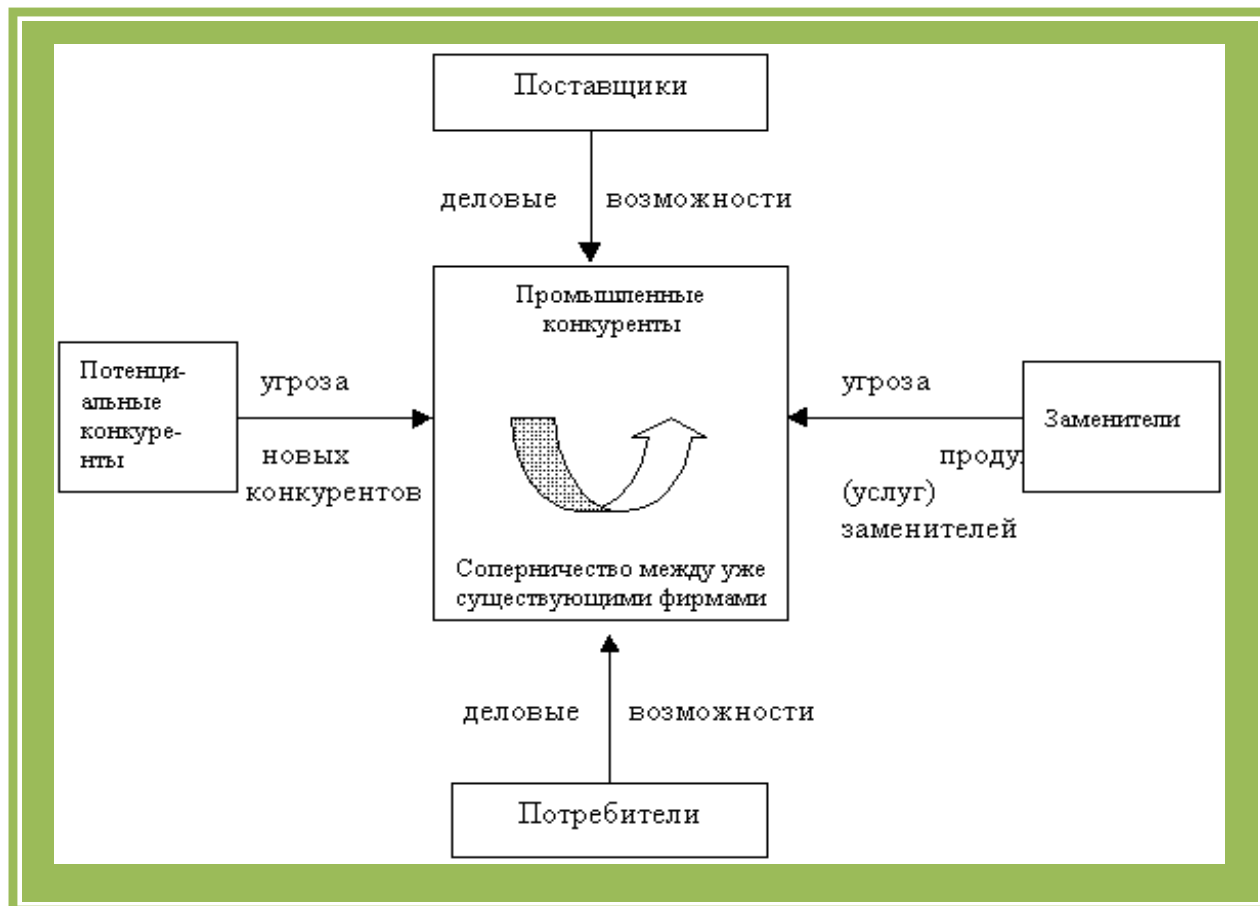 Поставщики
деловые возможности
Промышленные
конкуренты
Потенци-
альные
конкуре-
нты
угроза
новых
конкурентов
угроза
(услуг)
заменителей
Заменители
Соперничество между уже
существующими фирмами
деловые возможности
Потребители